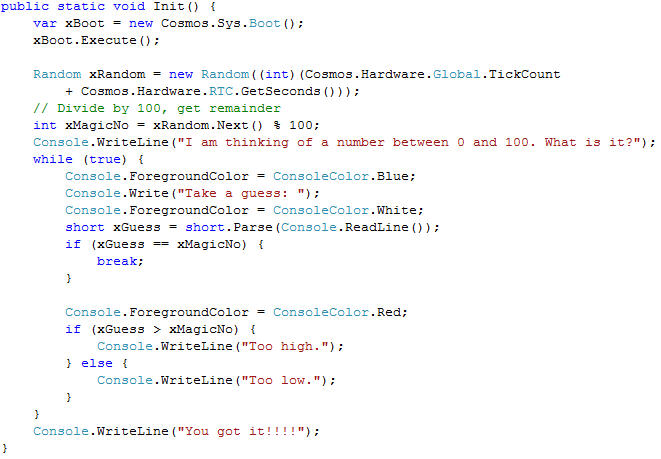 public static void Init() {
    var xBoot = new Cosmos.Sys.Boot();
    xBoot.Execute();

    Random xRandom = new Random((int)(Cosmos.Hardware.Global.TickCount
        + Cosmos.Hardware.RTC.GetSeconds()));
    // Divide by 100, get remainder
    int xMagicNo = xRandom.Next() % 100;
    Console.WriteLine("I am thinking of a number between 0 and 100. What is it?");
    while (true) {
        Console.ForegroundColor = ConsoleColor.Blue;
        Console.Write("Take a guess: ");
        Console.ForegroundColor = ConsoleColor.White;
        short xGuess = short.Parse(Console.ReadLine());
        if (xGuess == xMagicNo) {
            break;
        }

        Console.ForegroundColor = ConsoleColor.Red;
        if (xGuess > xMagicNo) {
            Console.WriteLine("Too high.");
        } else {
            Console.WriteLine("Too low.");
        }
    }
    Console.WriteLine("You got it!!!!");
}